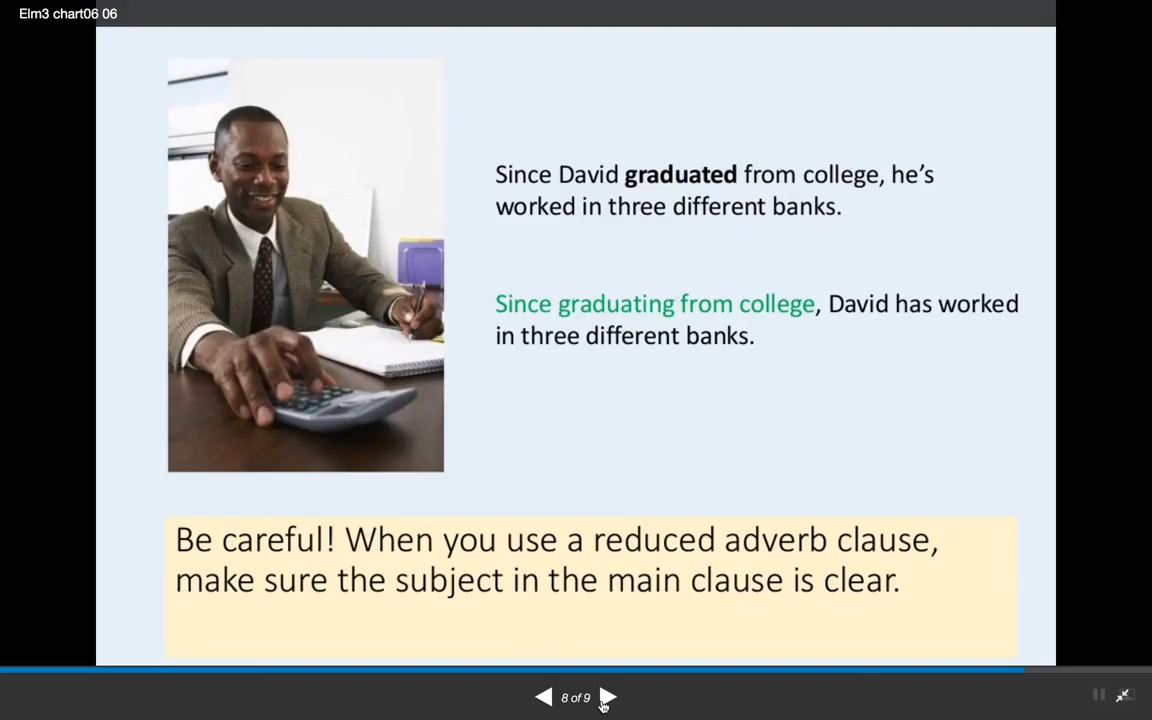 Elm3 chart06 06
Since David graduated from college, he’s
worked in three different banks.
Since graduating from college, David has worked
in three different banks.
Be careful! When you use a reduced adverb clause,
make sure the subject in the main clause is clear.
8 of 9